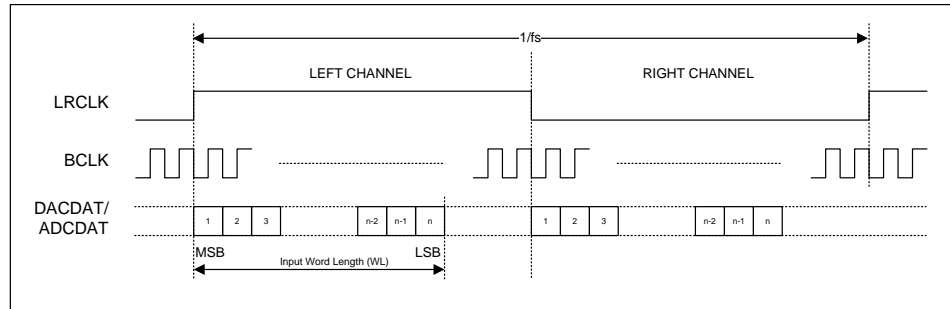 1/fs
LEFT CHANNEL RIGHT CHANNEL
LRCLK
BCLK
DACDAT/
ADCDAT
1 2 3 n-2 n-1 n 1 2 3 n-2 n-1 n
MSB LSB
Input Word Length (WL)